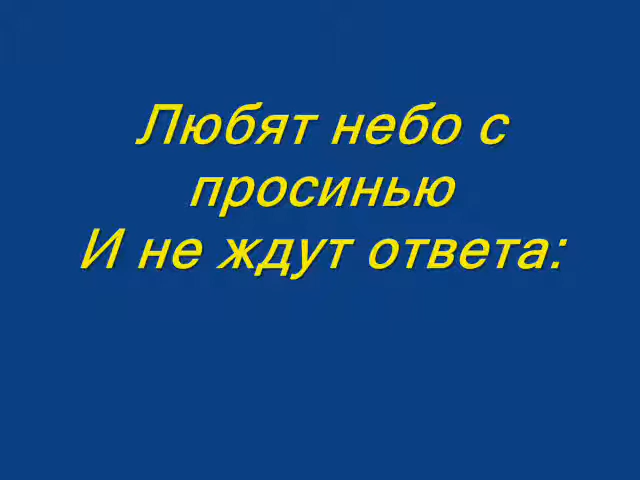 Любят небо с
просинью
И не ждут ответа: